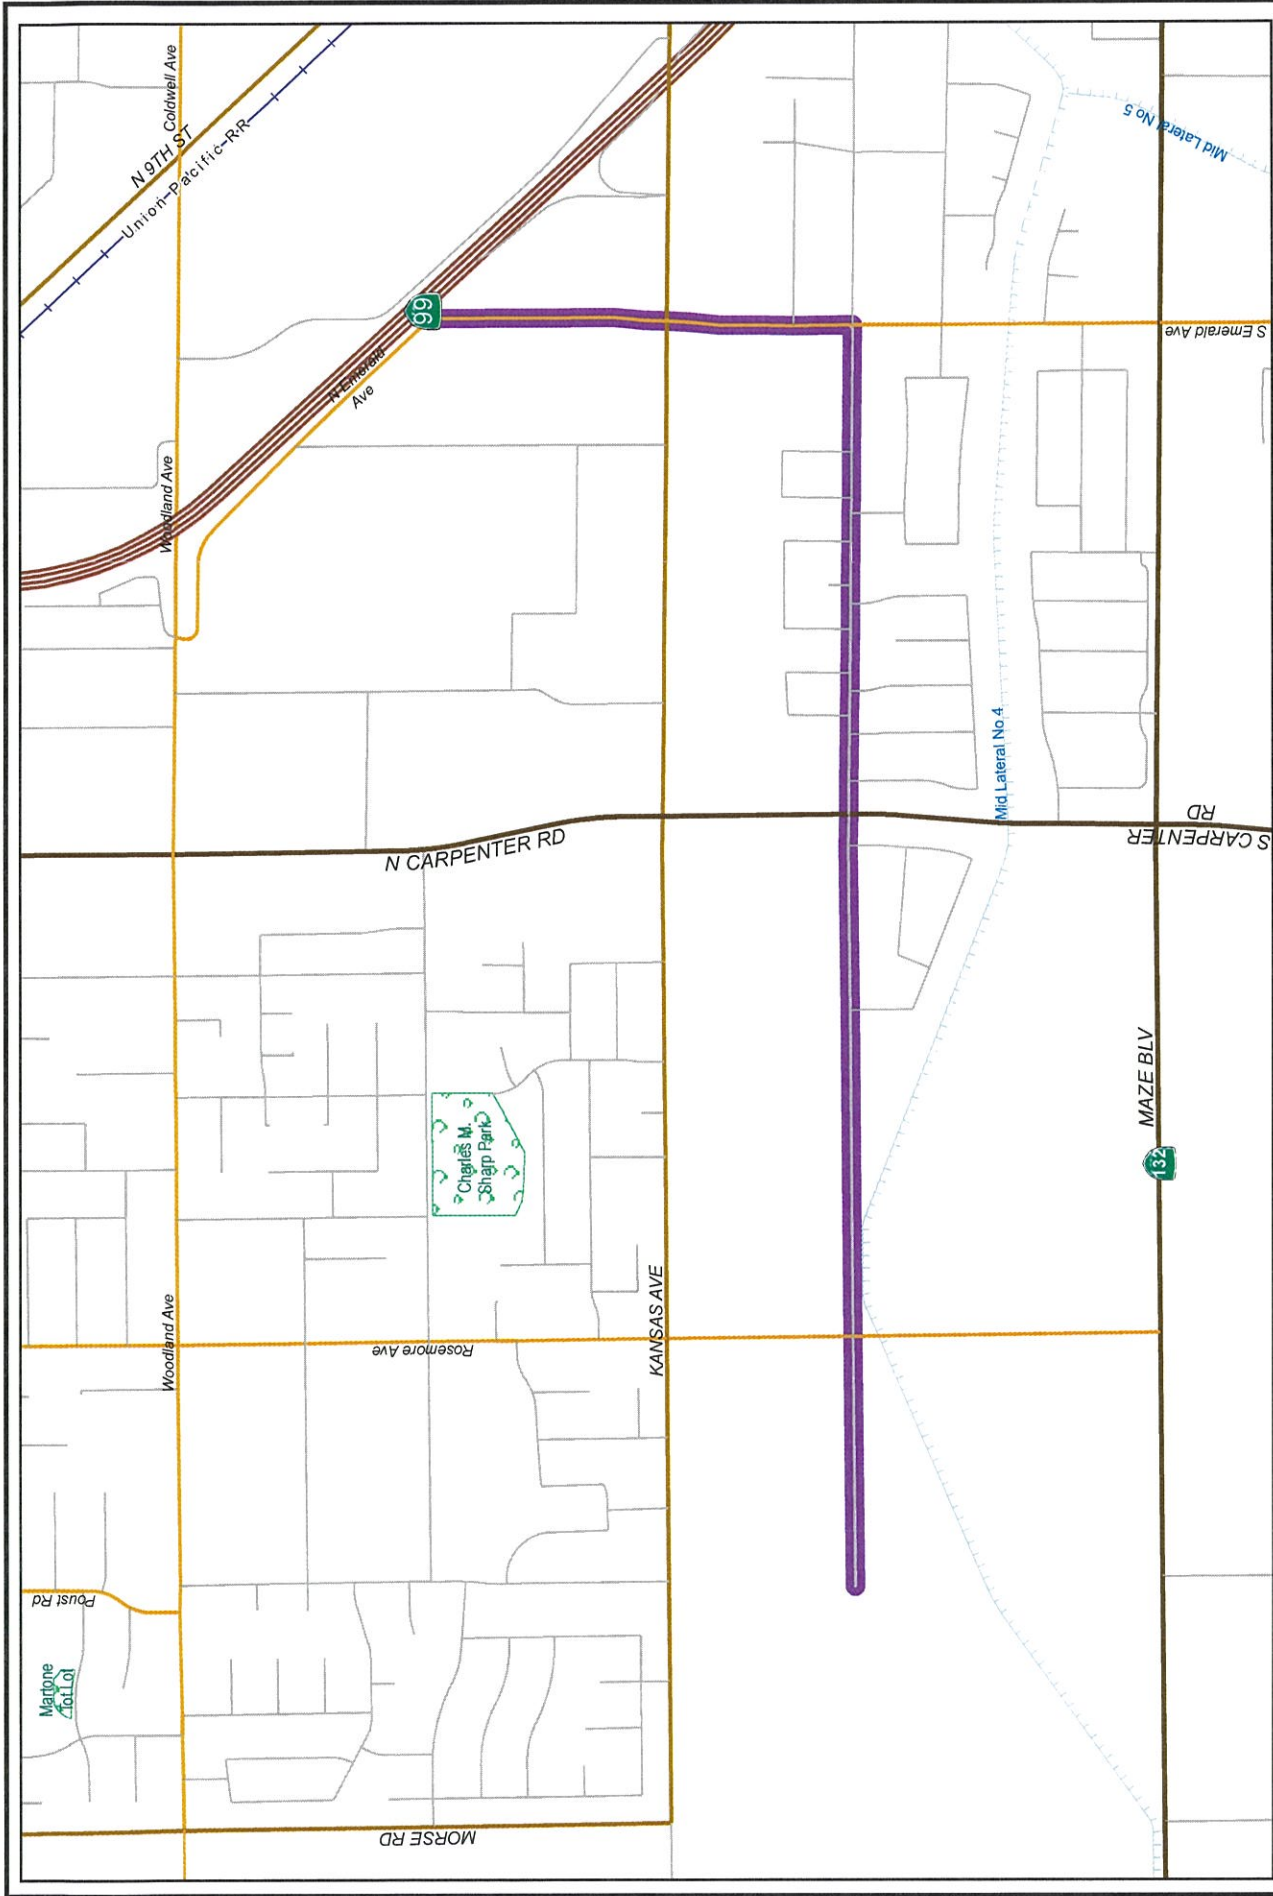 Coldwell Ave
N 9TH ST
Union-Pacific-R-R
Woodland Ave
99
N Emerald
Ave
Mid Lateral No 5
S Emerald Ave
N CARPENTER RD
Mid Lateral No.4
S CARPENTER
RD
Charles M.
Sharp Park
MAZE BLV
132
Woodland Ave
Rosemore Ave
KANSAS AVE
Poust Rd
Martone
Tot Lot
MORSE RD